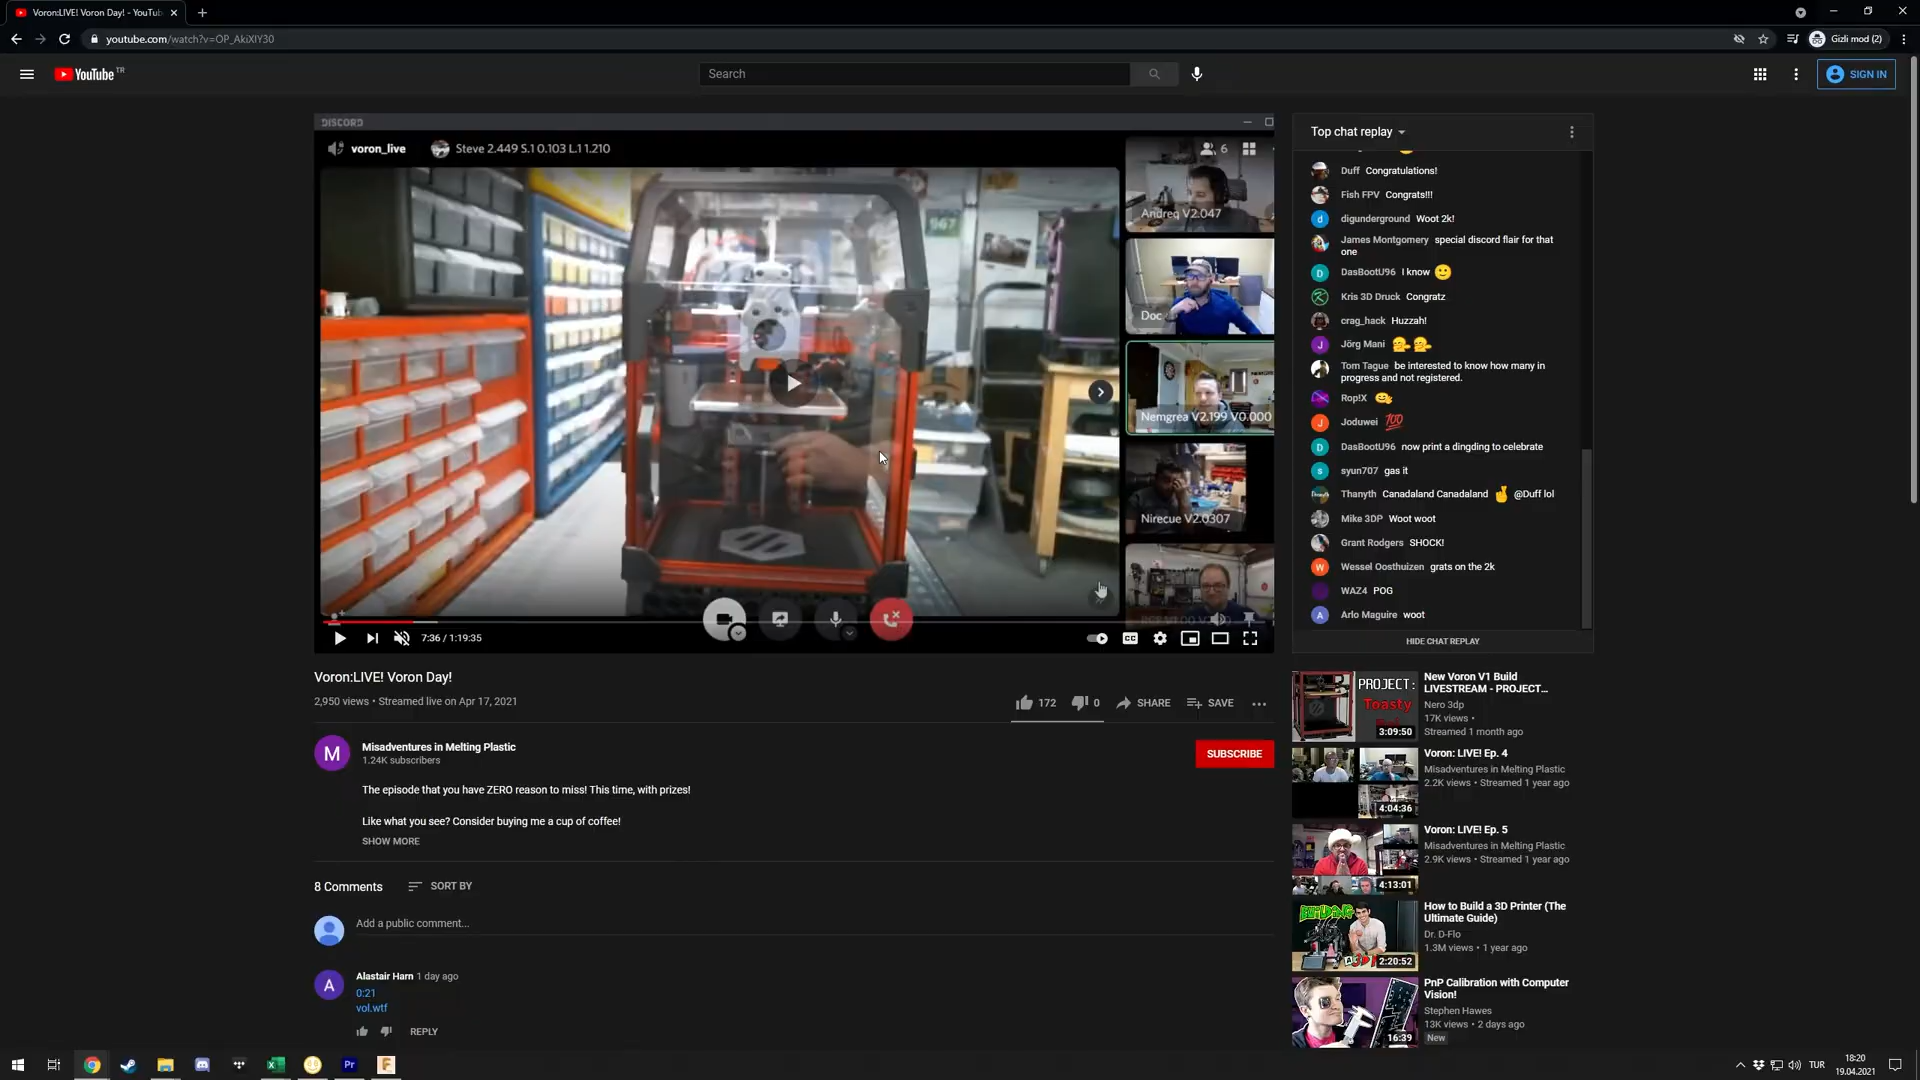 Voron:LIVE! Voron Day! - YouTub
youtube.com/watch?v=OP_AkiXIY30
Gizli mod (2)
YouTube TR
Search
SIGN IN
DISCORD
voron_live
Steve 2.449 S.1 0.103 L.1 1.210
6
967
Andreq V2.047
Doc
Nemgrea V2.199 V0.000
Nirecue V2.0307
7:36 / 1:19:35
CC
Top chat replay
Duff Congratulations!
Fish FPV Congrats!!!
digunderground Woot 2k!
James Montgomery special discord flair for that
one
DasBootU96 I know
Kris 3D Druck Congratz
crag_hack Huzzah!
Jörg Mani
Tom Tague be interested to know how many in
progress and not registered.
Rop!X
Joduwei 💯
DasBootU96 now print a dingding to celebrate
syun707 gas it
Thanyth Canadaland Canadaland @Duff lol
Mike 3DP Woot woot
Grant Rodgers SHOCK!
Wessel Oosthuizen grats on the 2k
WAZ4 POG
Arlo Maguire woot
HIDE CHAT REPLAY
Voron:LIVE! Voron Day!
2,950 views • Streamed live on Apr 17, 2021
172
0
SHARE
SAVE
M
Misadventures in Melting Plastic
1.24K subscribers
SUBSCRIBE
The episode that you have ZERO reason to miss! This time, with prizes!
Like what you see? Consider buying me a cup of coffee!
SHOW MORE
8 Comments
SORT BY
Add a public comment...
A
Alastair Harn 1 day ago
0:21
vol.wtf
REPLY
PROJECT:
Toasty
3:09:50
New Voron V1 Build
LIVESTREAM - PROJECT...
Nero 3dp
17K views •
Streamed 1 month ago
4:04:36
Voron: LIVE! Ep. 4
Misadventures in Melting Plastic
2.2K views • Streamed 1 year ago
4:13:01
Voron: LIVE! Ep. 5
Misadventures in Melting Plastic
2.9K views • Streamed 1 year ago
BUILDING
2:20:52
How to Build a 3D Printer (The
Ultimate Guide)
Dr. D-Flo
1.3M views • 1 year ago
16:39
PnP Calibration with Computer
Vision!
Stephen Hawes
13K views • 2 days ago
New
Pr
TUR
18:20
19.04.2021